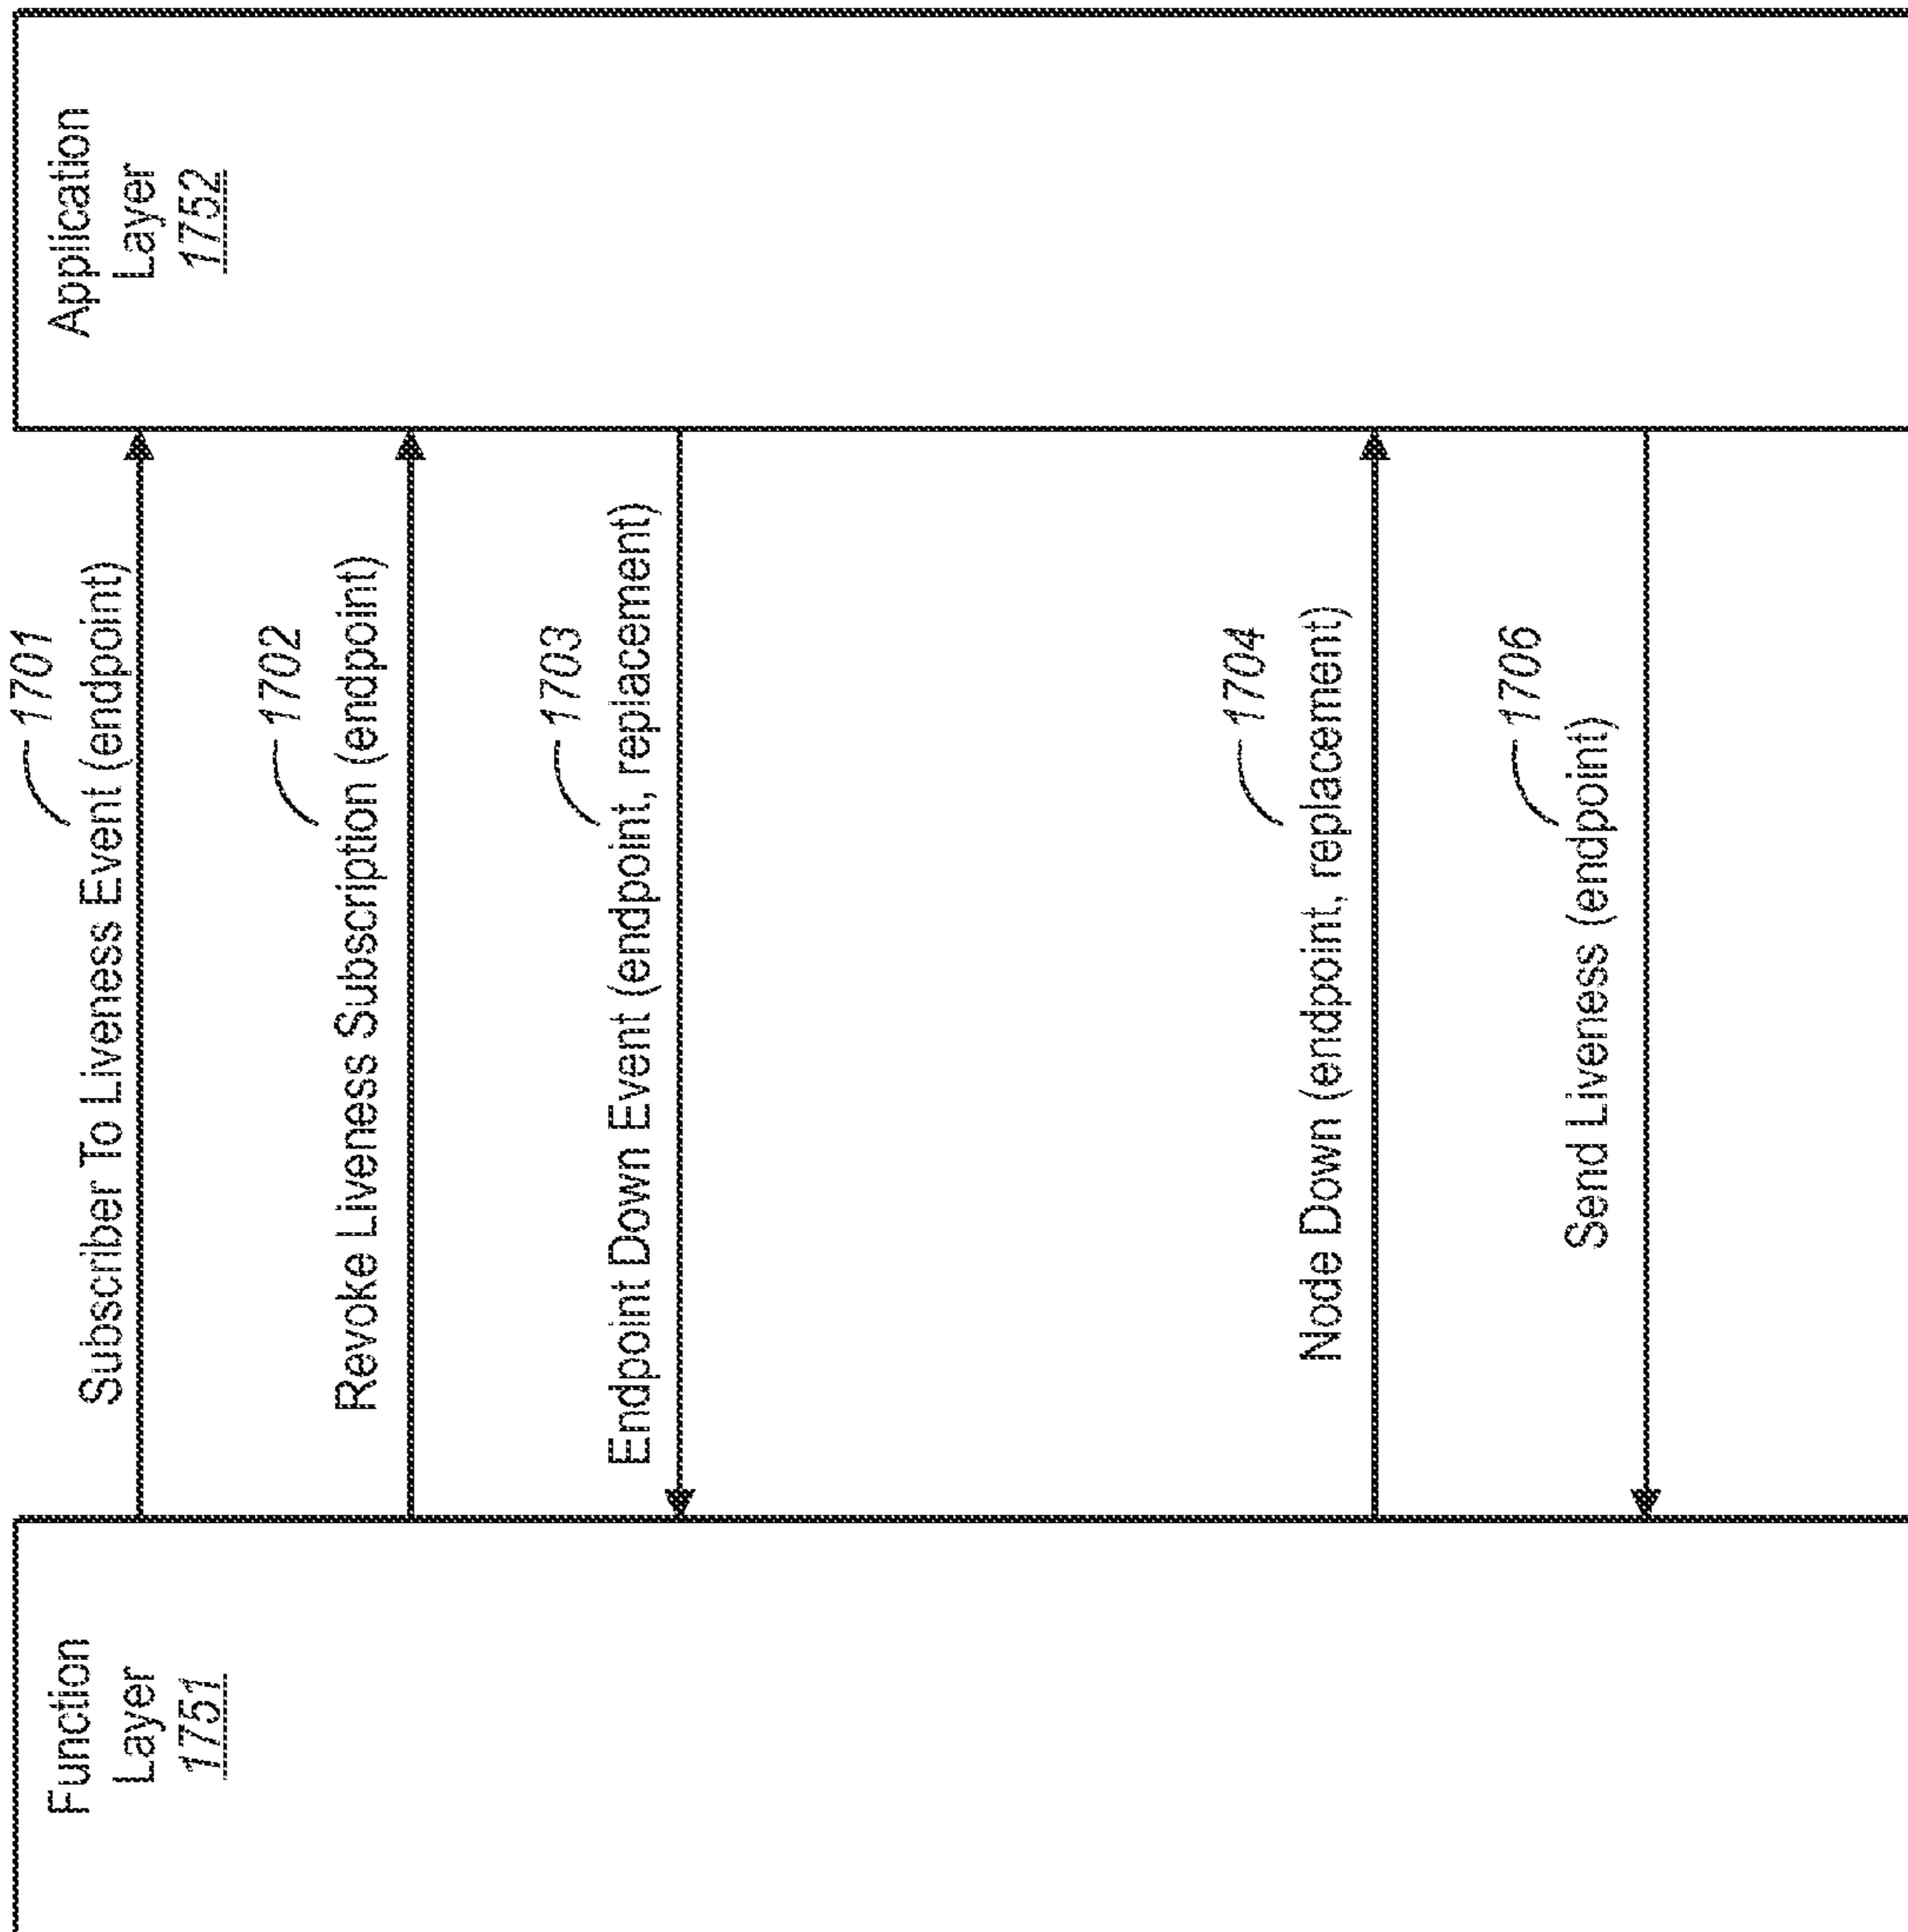 Function
Layer
1751
Application
Layer
1752
1701
Subscriber To Liveness Event (endpoint)
1702
Revoke Liveness Subscription (endpoint)
1703
Endpoint Down Event (endpoint, replacement)
1704
Node Down (endpoint, replacement)
1706
Send Liveness (endpoint)